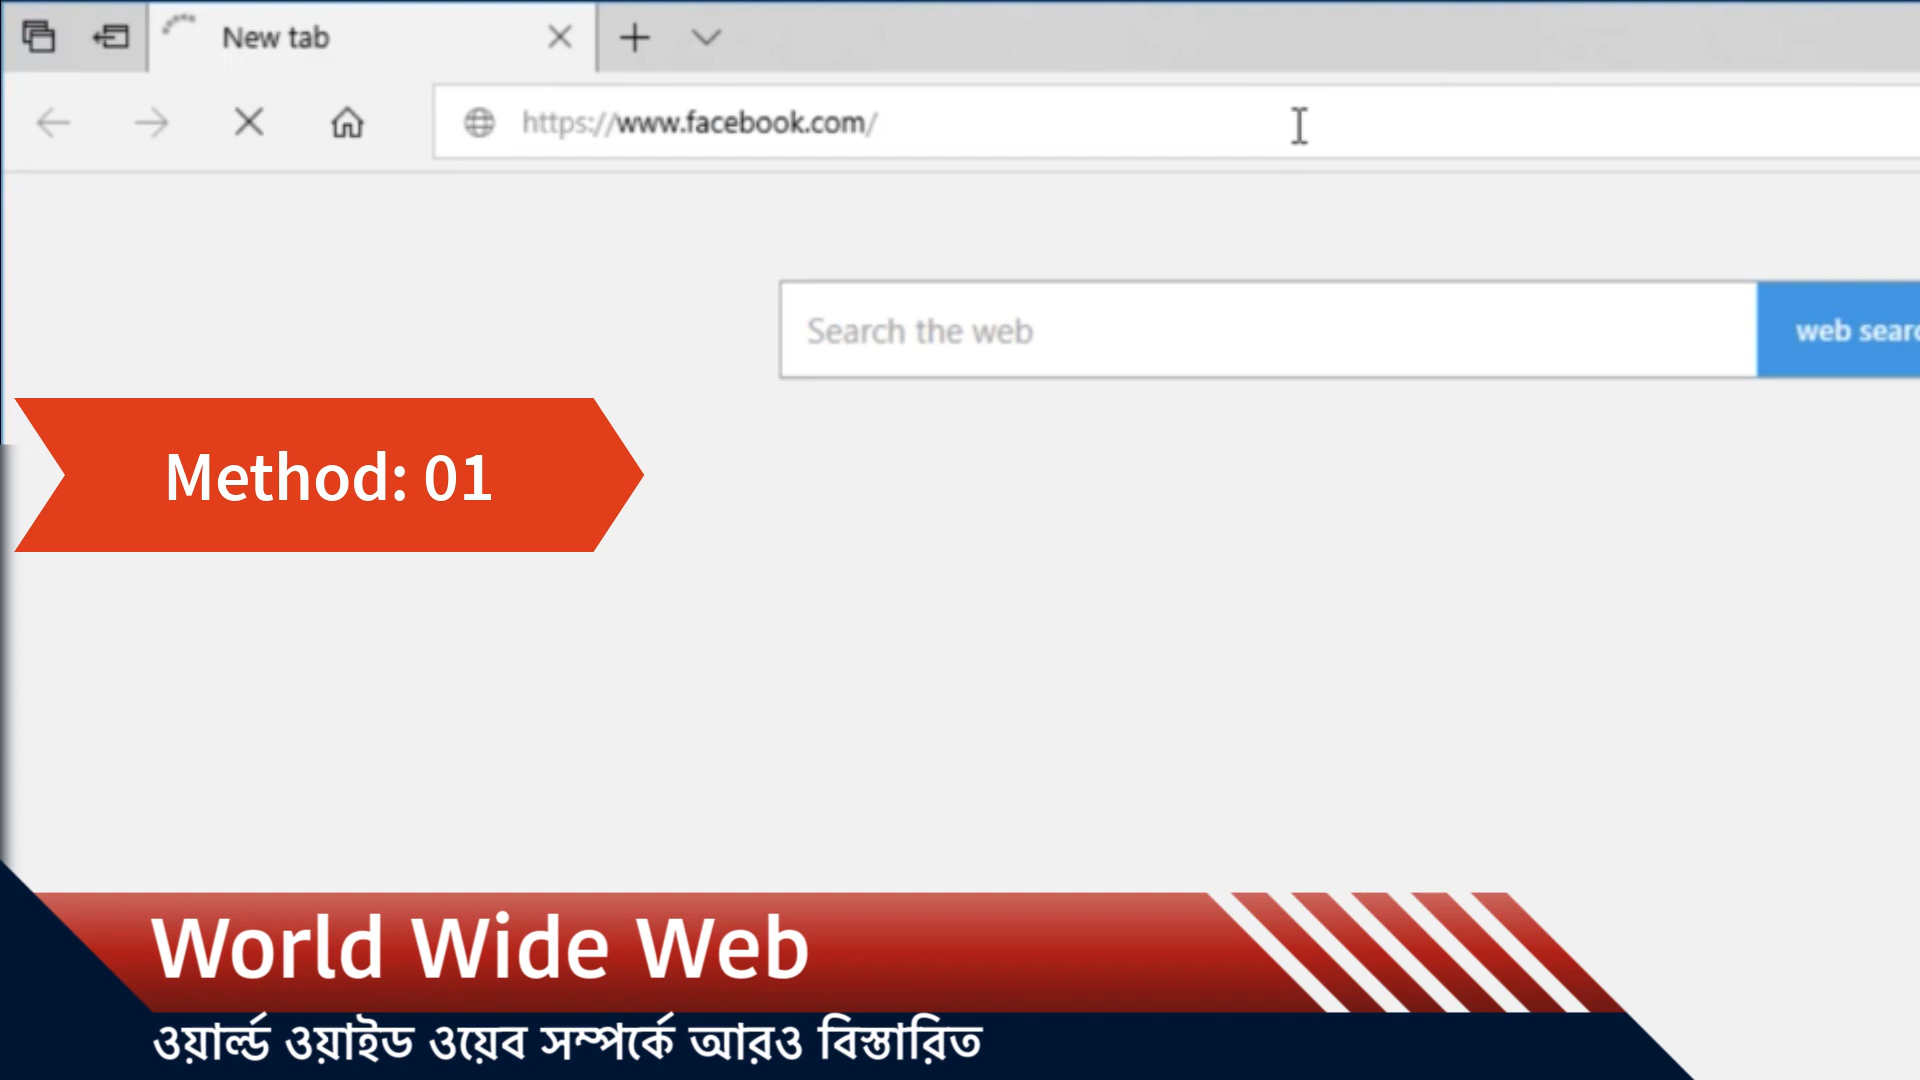 New tab
https://www.facebook.com/
Search the web
web sear
Method: 01
World Wide Web
ওয়ার্ল্ড ওয়াইড ওয়েব সম্পর্কে আরও বিস্তারিত